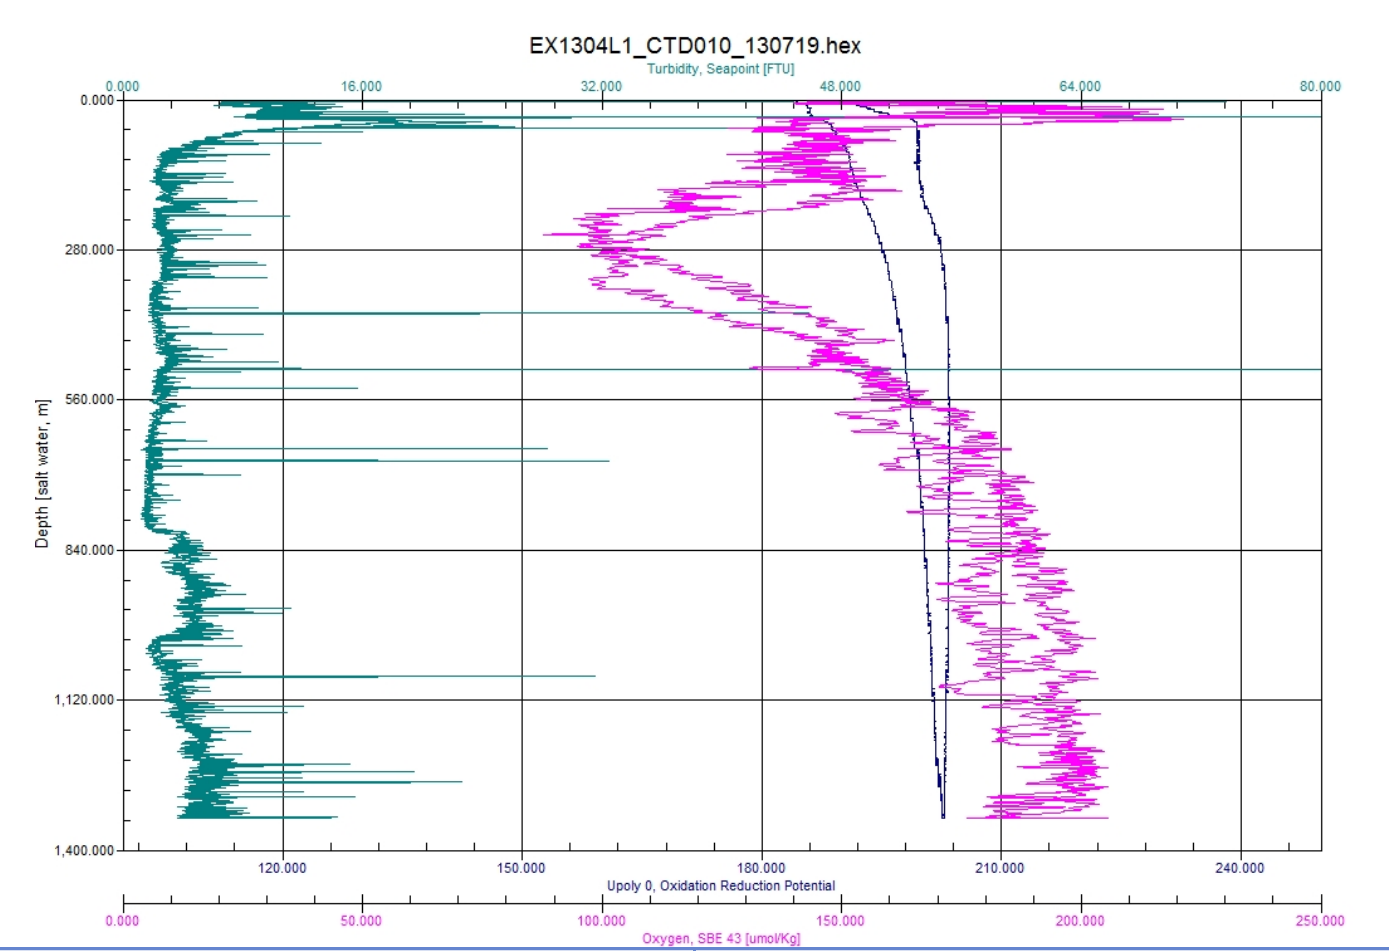 EX1304L1_CTD010_130719.hex
Turbidity, Seapoint [FTU]
0.000 16.000 32.000 48.000 64.000 80.000
0.000
280.000
560.000
840.000
1,120.000
1,400.000
Depth [salt water, m]
120.000 150.000 180.000 210.000 240.000
Upoly 0, Oxidation Reduction Potential
0.000 50.000 100.000 150.000 200.000 250.000
Oxygen, SBE 43 [umol/Kg]